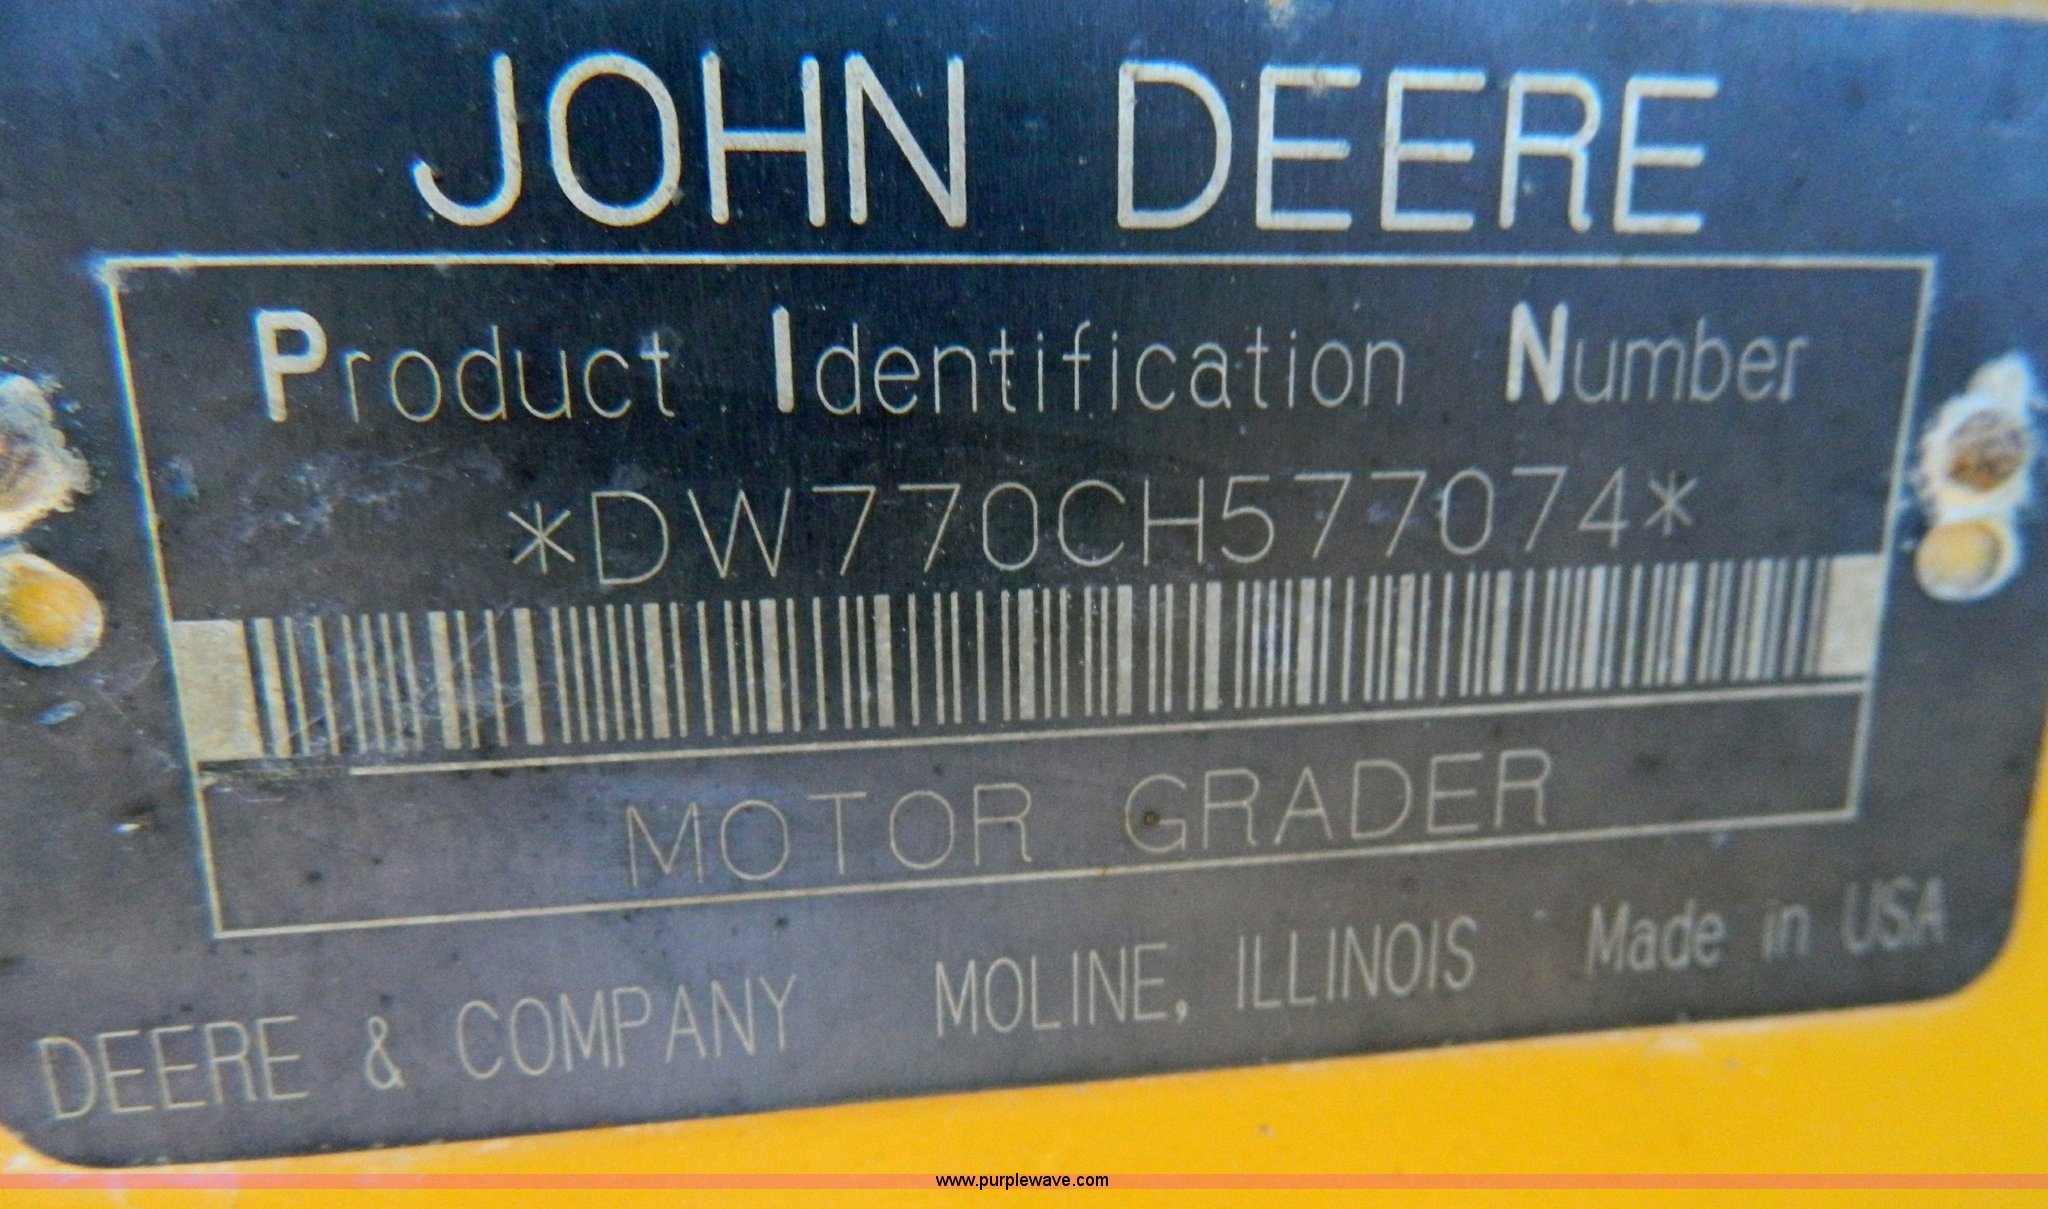 JOHN DEERE
Product Identification Number
*DW770CH577074*
MOTOR GRADER
DEERE & COMPANY MOLINE, ILLINOIS Made in USA
www.purplewave.com